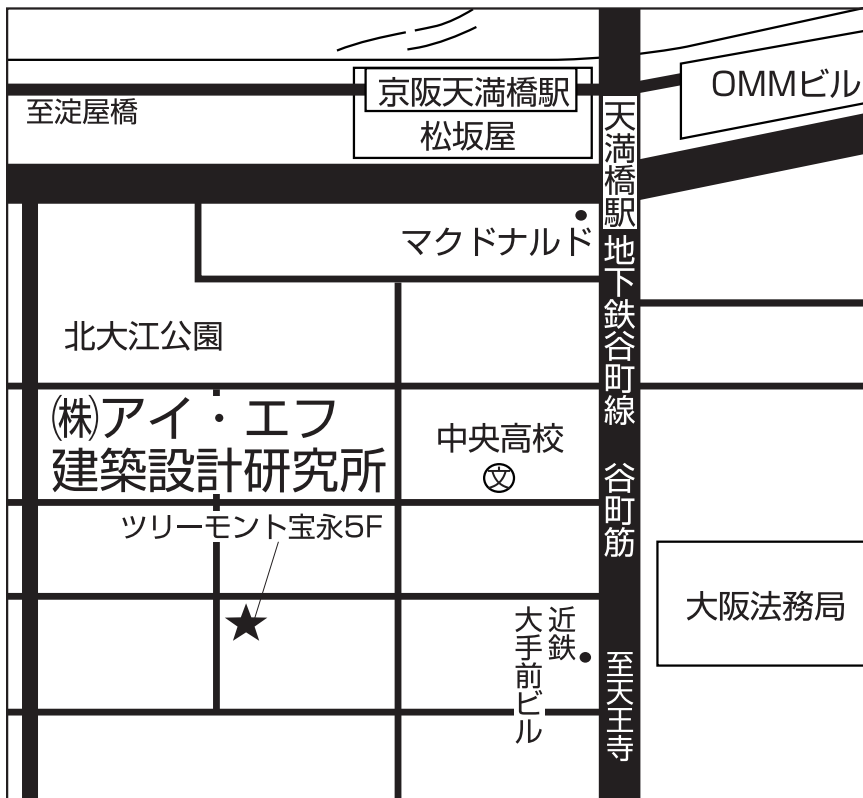 京阪天満橋駅
OMMビル
至淀屋橋
松坂屋
天満橋駅
マクドナルド
地下鉄谷町線
北大江公園
㈱アイ・エフ
建築設計研究所
中央高校
文
谷町筋
ツリーモント宝永5F
大阪法務局
近鉄
大手前ビル
至天王寺